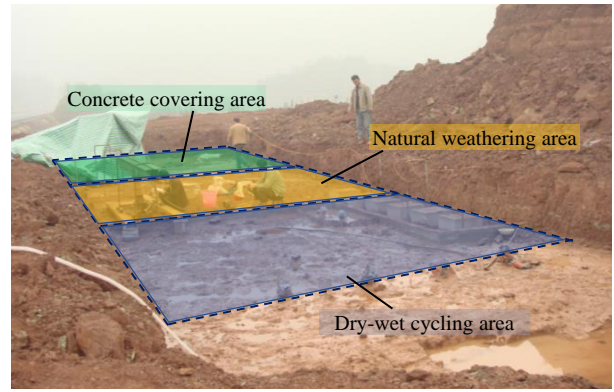 Concrete covering area
Natural weathering area
Dry-wet cycling area